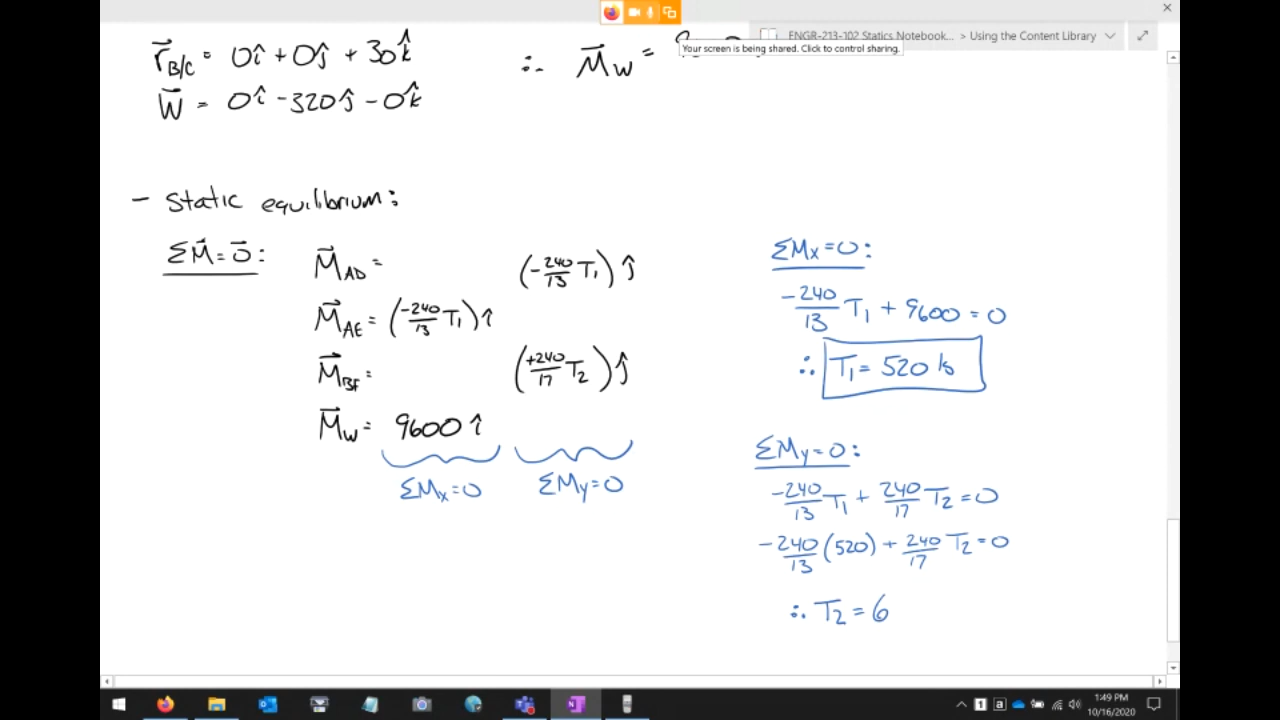 ENGR-213-102 Statics Notebook... > Using the Content Library
Your screen is being shared. Click to control sharing.
r⃗B/C = 0î + 0ĵ + 30k̂
∴ M⃗W =
W⃗ = 0î - 320ĵ - 0k̂
- Static equilibrium:
ΣM⃗ = 0⃗ :
M⃗AD = (-240/13 T₁) ĵ
M⃗AE = (-240/13 T₁) î
M⃗BF = (+240/17 T₂) ĵ
M⃗W = 9600 î
ΣMx = 0 ΣMy = 0
ΣMx = 0 :
-240/13 T₁ + 9600 = 0
∴ T₁ = 520 lb
ΣMy = 0 :
-240/13 T₁ + 240/17 T₂ = 0
-240/13 (520) + 240/17 T₂ = 0
∴ T₂ = 6
1:49 PM
10/16/2020